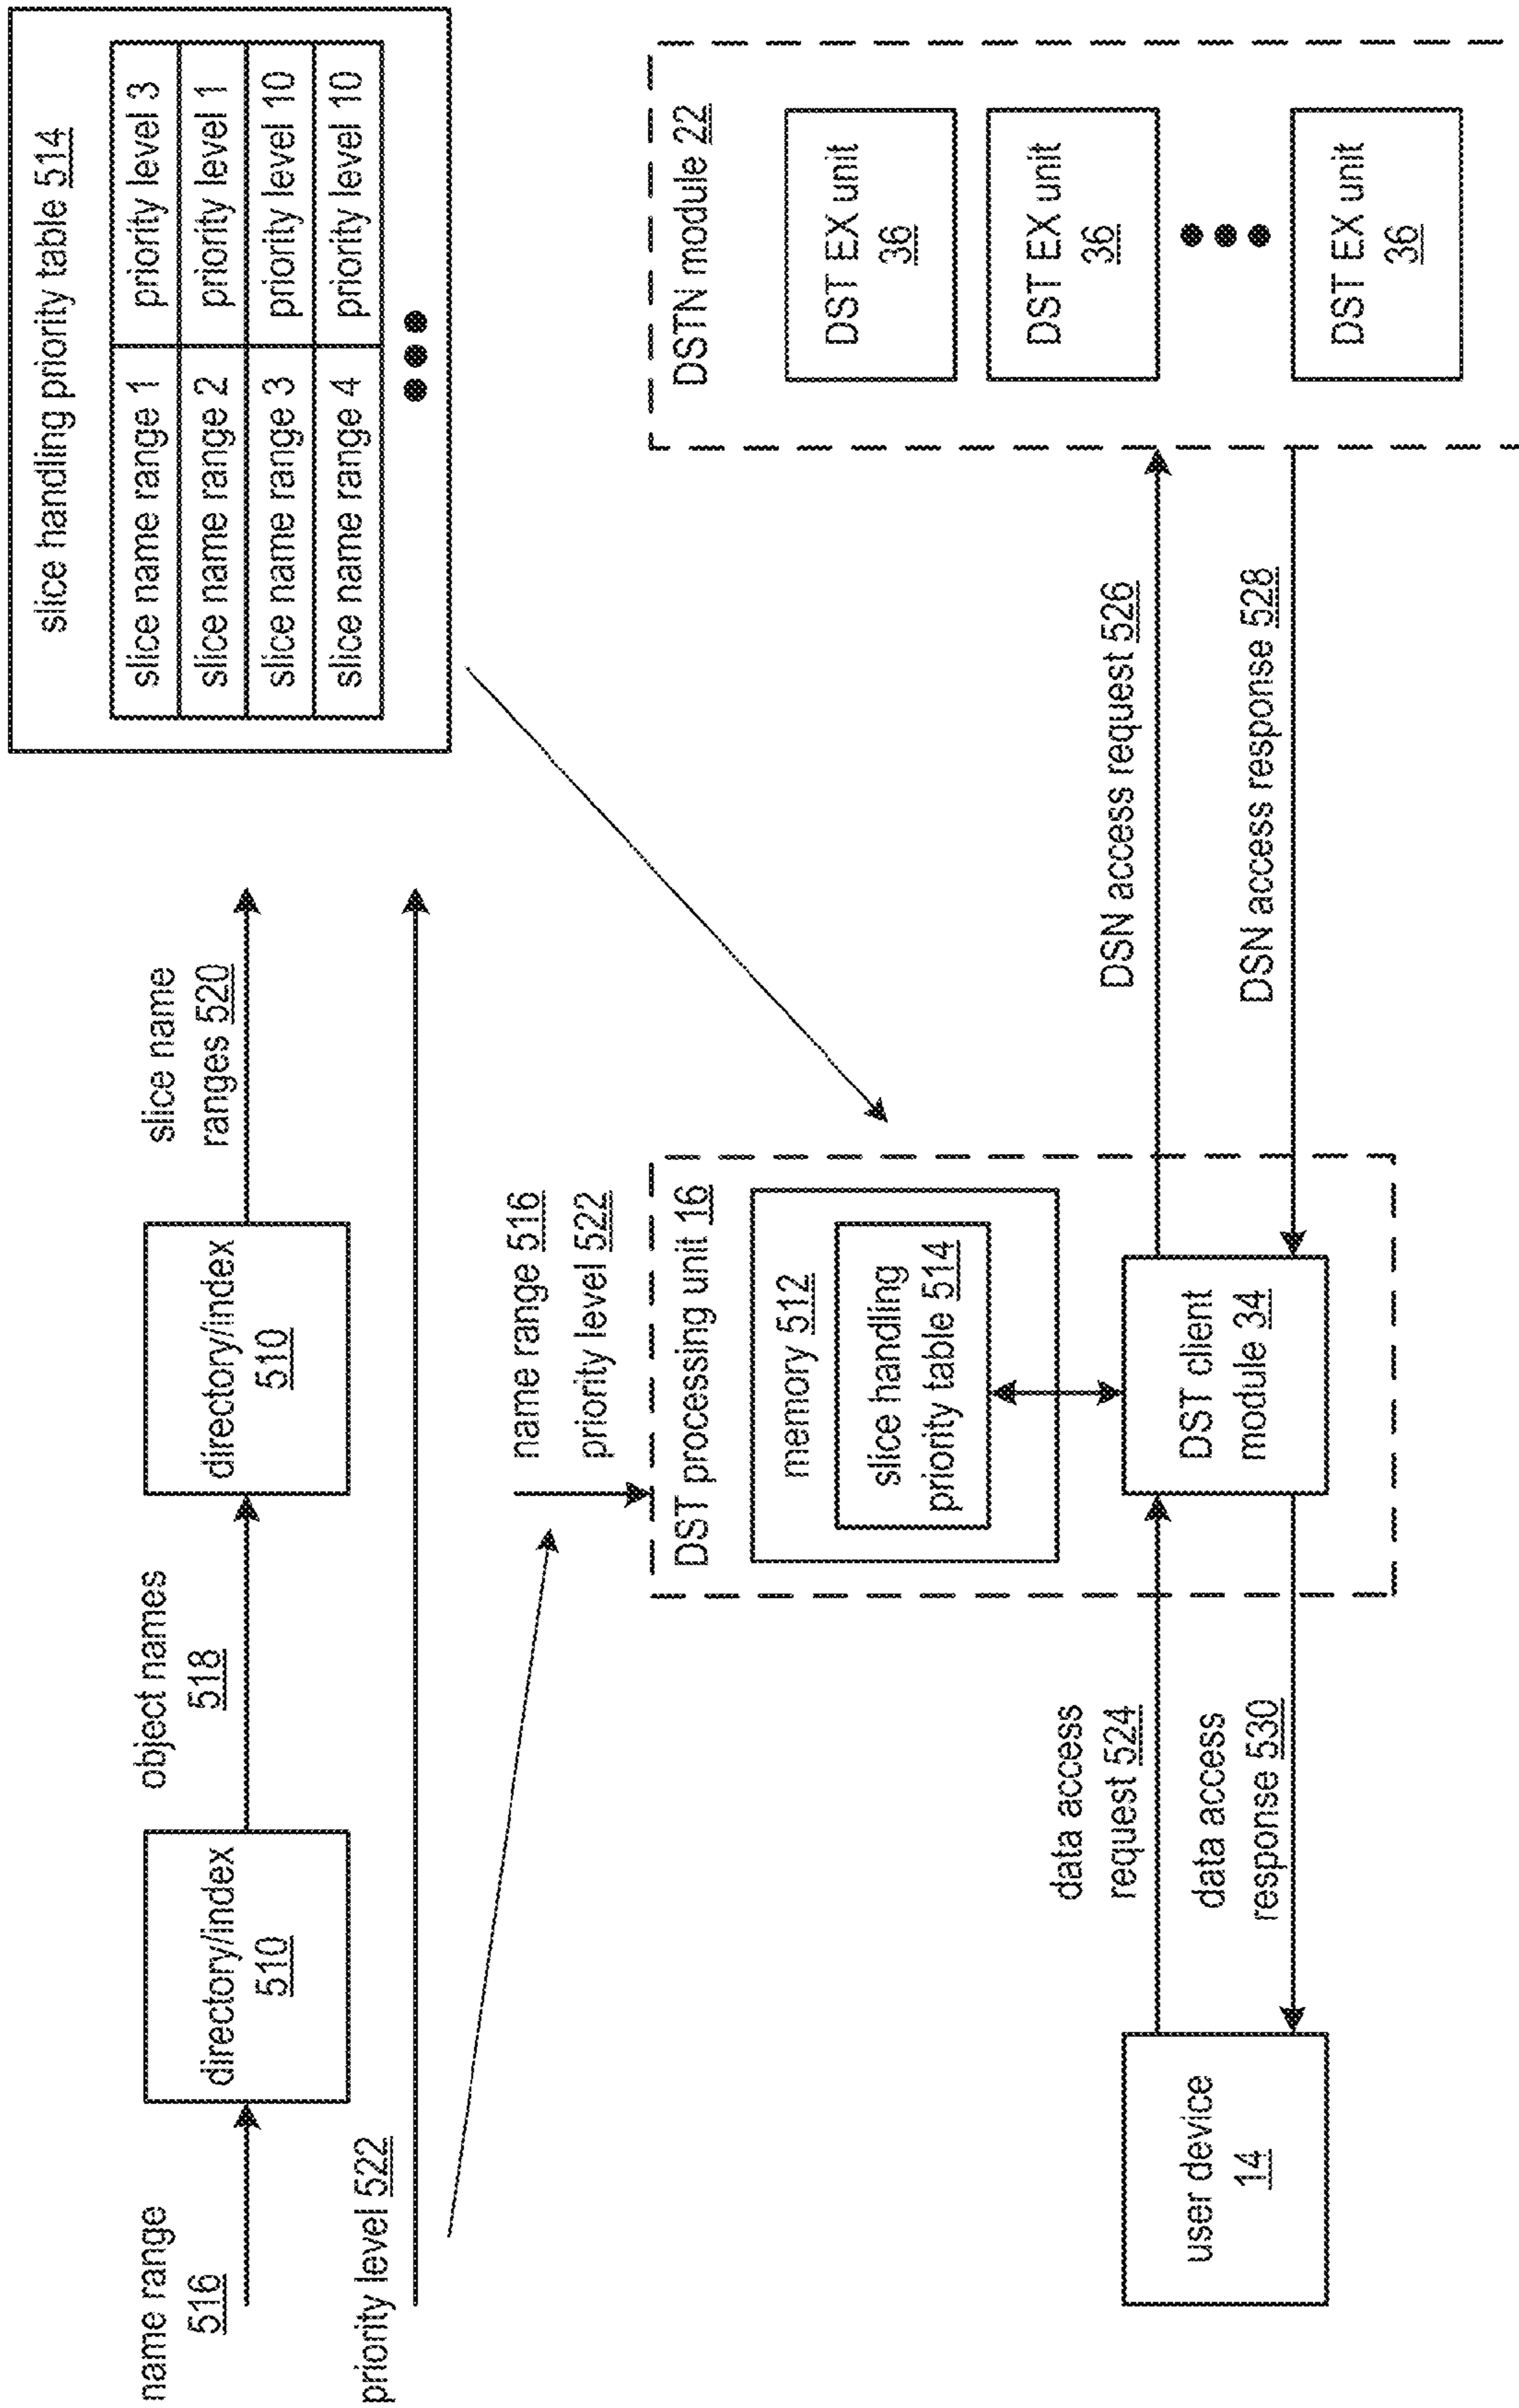 name range
516
directory/index
510
object names
518
directory/index
510
slice name
ranges 520
priority level 522
slice handling priority table 514
slice name range 1 priority level 3
slice name range 2 priority level 1
slice name range 3 priority level 10
slice name range 4 priority level 10
name range 516
priority level 522
DST processing unit 16
memory 512
slice handling
priority table 514
DST client
module 34
user device
14
data access
request 524
data access
response 530
DSN access request 526
DSN access response 528
DSTN module 22
DST EX unit
36
DST EX unit
36
DST EX unit
36